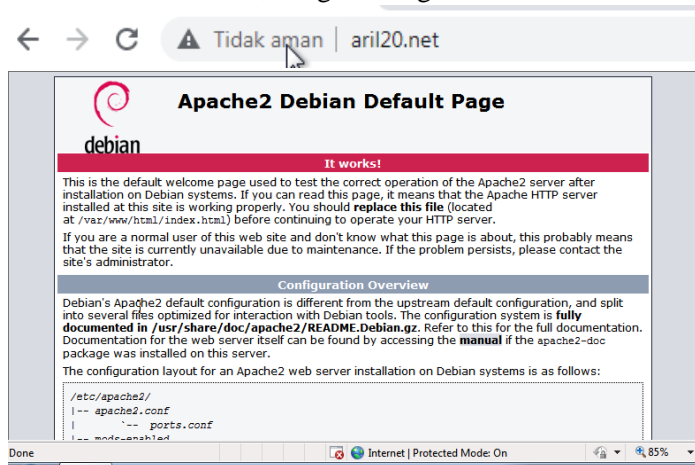 Tidak aman | aril20.net
Apache2 Debian Default Page
debian
It works!
This is the default welcome page used to test the correct operation of the Apache2 server after
installation on Debian systems. If you can read this page, it means that the Apache HTTP server
installed at this site is working properly. You should replace this file (located
at /var/www/html/index.html) before continuing to operate your HTTP server.
If you are a normal user of this web site and don't know what this page is about, this probably means
that the site is currently unavailable due to maintenance. If the problem persists, please contact the
site's administrator.
Configuration Overview
Debian's Apache2 default configuration is different from the upstream default configuration, and split
into several files optimized for interaction with Debian tools. The configuration system is fully
documented in /usr/share/doc/apache2/README.Debian.gz. Refer to this for the full documentation.
Documentation for the web server itself can be found by accessing the manual if the apache2-doc
package was installed on this server.
The configuration layout for an Apache2 web server installation on Debian systems is as follows:
/etc/apache2/
|-- apache2.conf
|       `-- ports.conf
|-- mods-enabled
Done
Internet | Protected Mode: On
85%